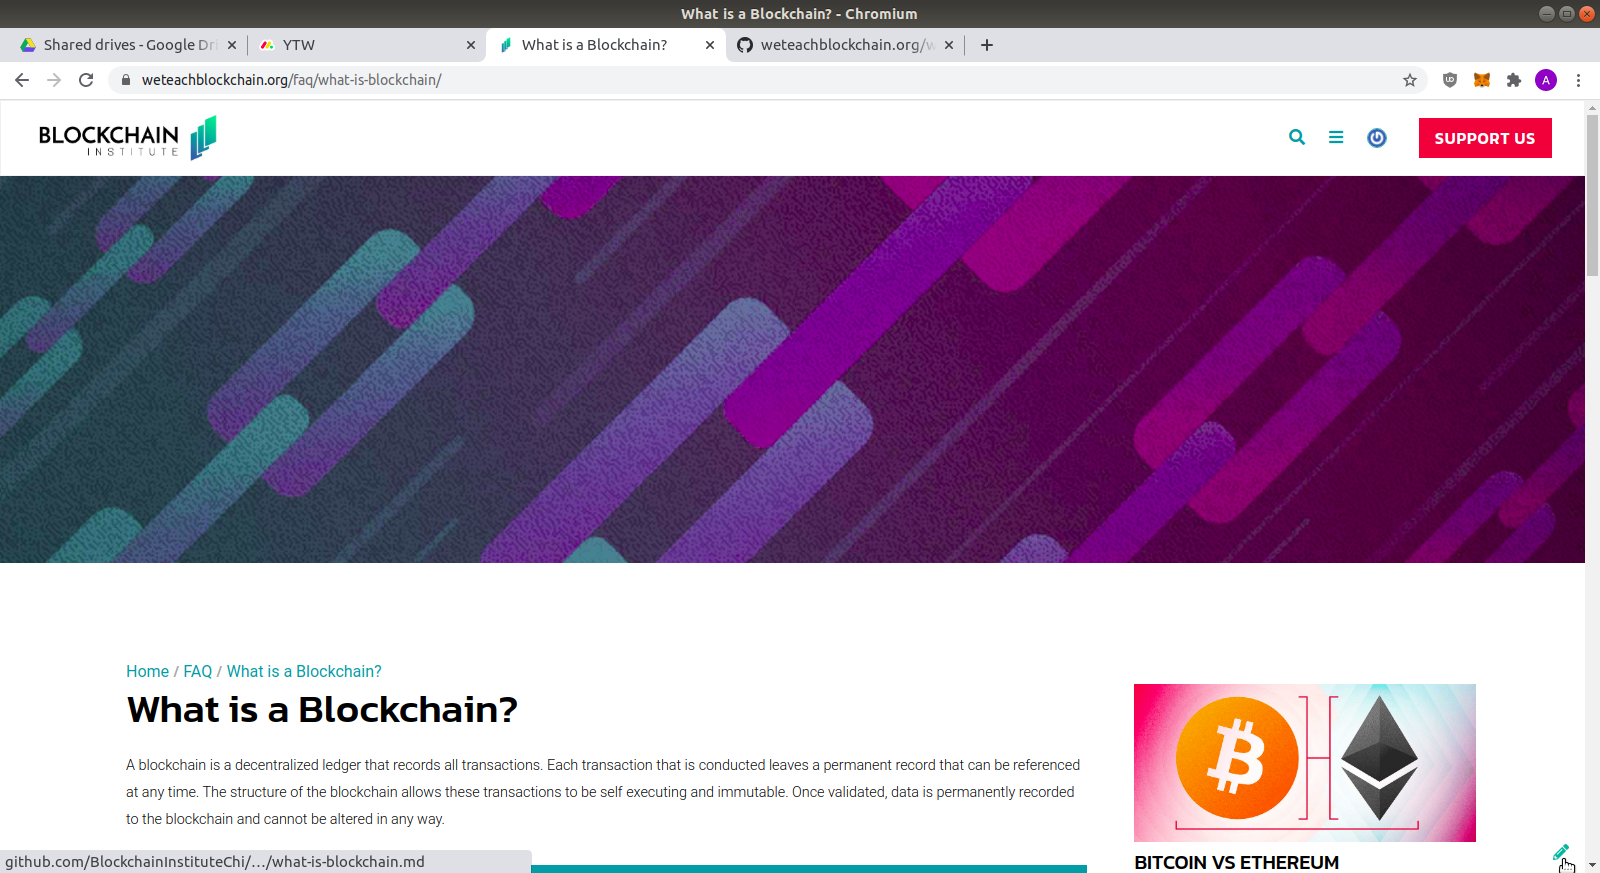 What is a Blockchain? - Chromium
Shared drives - Google Dri
YTW
What is a Blockchain?
weteachblockchain.org/w
weteachblockchain.org/faq/what-is-blockchain/
A
BLOCKCHAIN
INSTITUTE
SUPPORT US
Home / FAQ / What is a Blockchain?
What is a Blockchain?
A blockchain is a decentralized ledger that records all transactions. Each transaction that is conducted leaves a permanent record that can be referenced
at any time. The structure of the blockchain allows these transactions to be self executing and immutable. Once validated, data is permanently recorded
to the blockchain and cannot be altered in any way.
BITCOIN VS ETHEREUM
github.com/BlockchainInstituteChi/…/what-is-blockchain.md